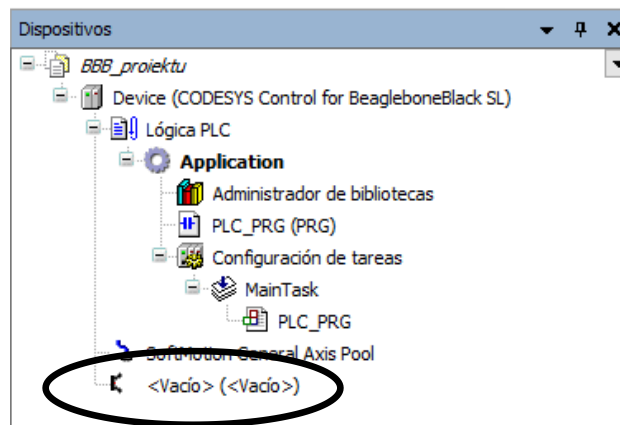 Dispositivos
BBB_proiektu
Device (CODESYS Control for BeagleboneBlack SL)
Lógica PLC
Application
Administrador de bibliotecas
PLC_PRG (PRG)
Configuración de tareas
MainTask
PLC_PRG
SoftMotion General Axis Pool
<Vacío> (<Vacío>)